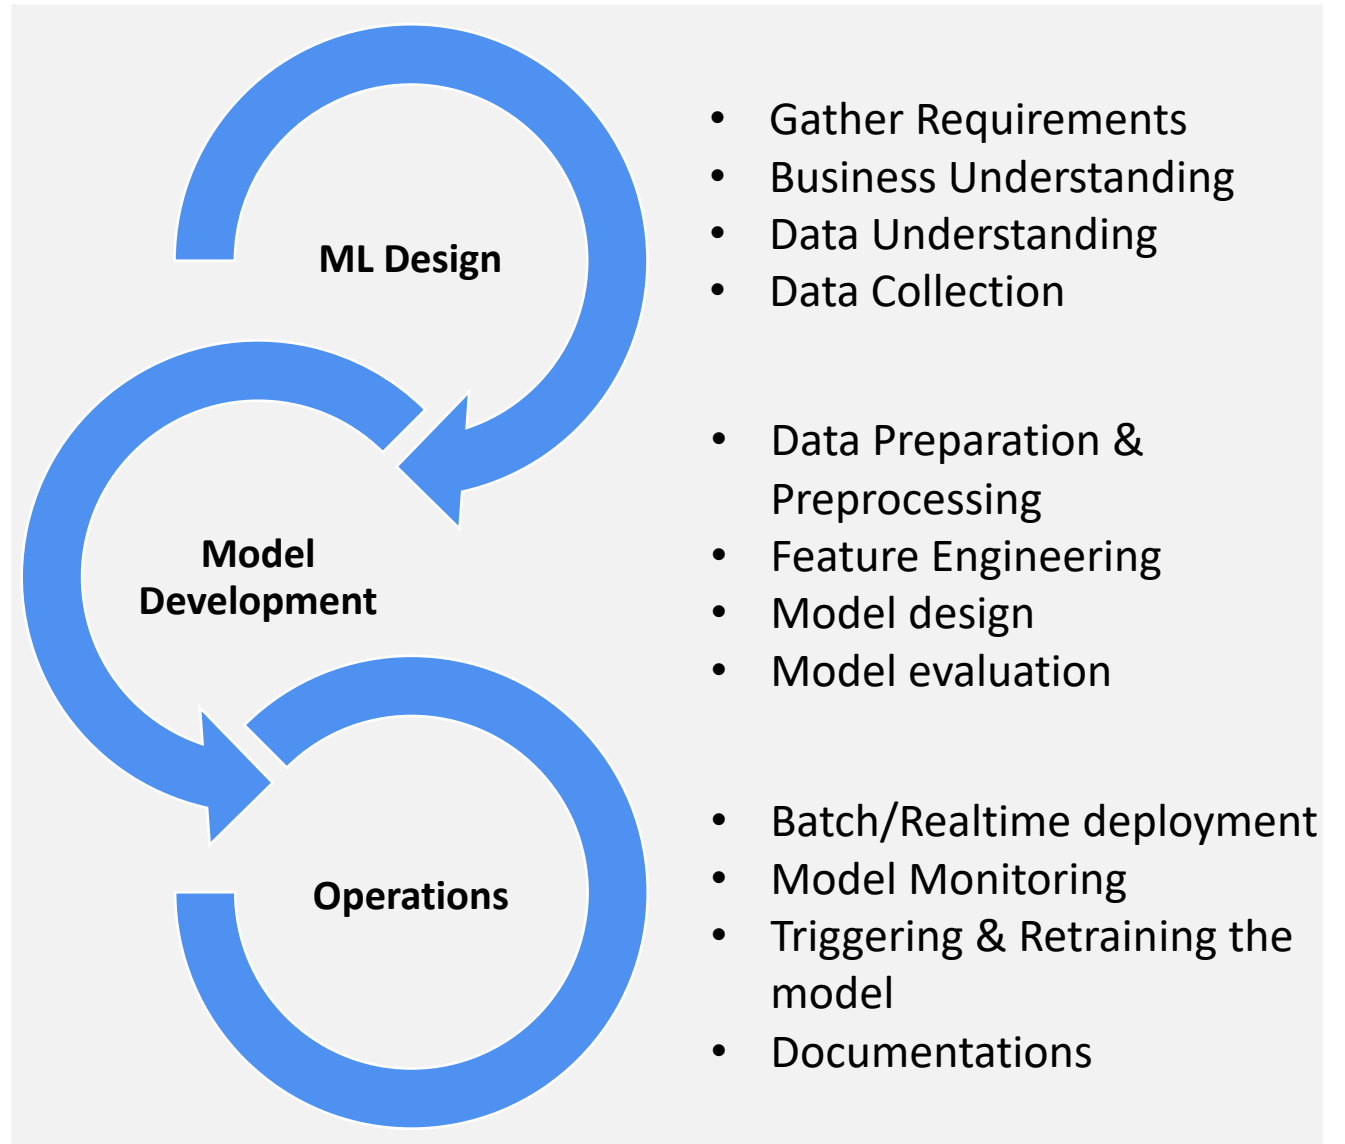 ML Design
• Gather Requirements
• Business Understanding
• Data Understanding
• Data Collection
Model
Development
• Data Preparation &
Preprocessing
• Feature Engineering
• Model design
• Model evaluation
Operations
• Batch/Realtime deployment
• Model Monitoring
• Triggering & Retraining the
model
• Documentations